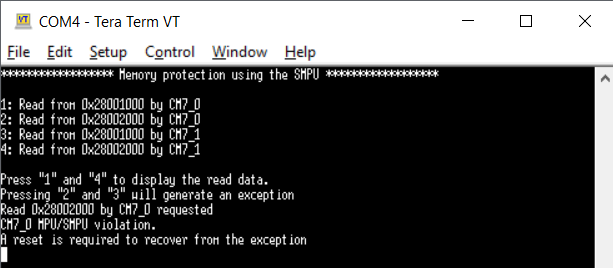 COM4 - Tera Term VT
File Edit Setup Control Window Help
****************** Memory protection using the SMPU ******************
1: Read from 0x28001000 by CM7_0
2: Read from 0x28002000 by CM7_0
3: Read from 0x28001000 by CM7_1
4: Read from 0x28002000 by CM7_1
Press "1" and "4" to display the read data.
Pressing "2" and "3" will generate an exception
Read 0x28002000 by CM7_0 requested
CM7_0 MPU/SMPU violation.
A reset is required to recover from the exception